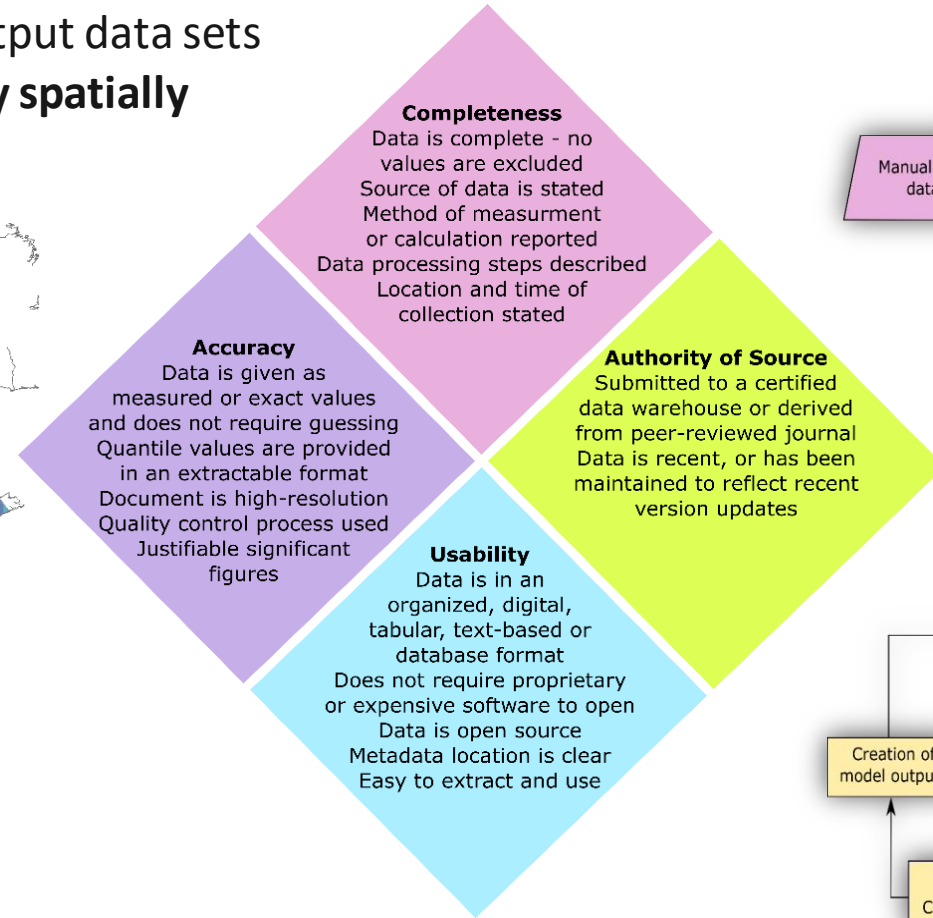 tput data sets
y spatially
Completeness
Data is complete - no
values are excluded
Source of data is stated
Method of measurment
or calculation reported
Data processing steps described
Location and time of
collection stated
Manual
data
Accuracy
Data is given as
measured or exact values
and does not require guessing
Quantile values are provided
in an extractable format
Document is high-resolution
Quality control process used
Justifiable significant
figures
Authority of Source
Submitted to a certified
data warehouse or derived
from peer-reviewed journal
Data is recent, or has been
maintained to reflect recent
version updates
Usability
Data is in an
organized, digital,
tabular, text-based or
database format
Does not require proprietary
or expensive software to open
Data is open source
Metadata location is clear
Easy to extract and use
Creation of
model outpu
C